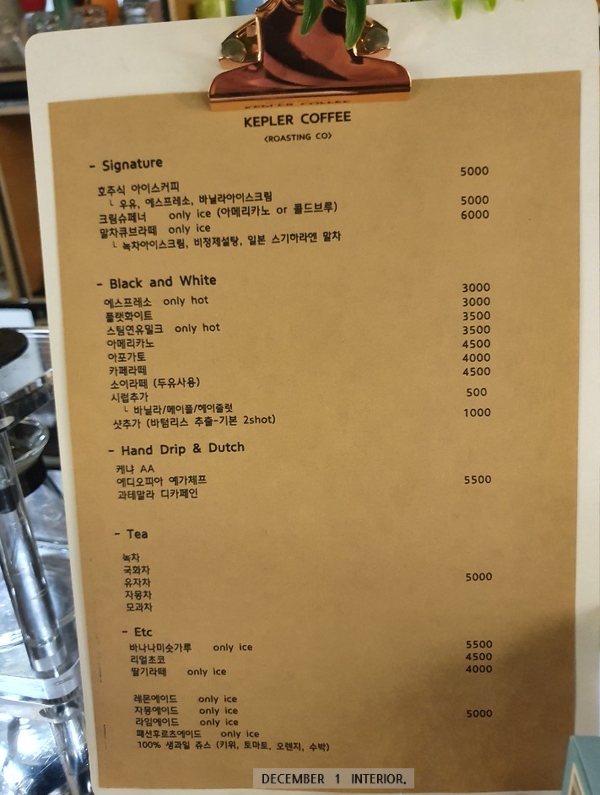 KEPLER COFFEE
KEPLER COFFEE
<ROASTING CO>
- Signature
호주식 아이스커피 5000
└ 우유, 에스프레소, 바닐라아이스크림
크림슈페너 only ice (아메리카노 or 콜드브루) 5000
말차큐브라떼 only ice 6000
└ 녹차아이스크림, 비정제설탕, 일본 스기하라엔 말차
- Black and White
에스프레소 only hot 3000
플랫화이트 3000
스팀연유밀크 only hot 3500
아메리카노 3500
아포가토 4500
카페라떼 4000
소이라떼 (두유사용) 4500
시럽추가 500
└ 바닐라/메이플/헤이즐럿
샷추가 (바텀리스 추출-기본 2shot) 1000
- Hand Drip & Dutch
케냐 AA
에디오피아 예가체프 5500
과테말라 디카페인
- Tea
녹차
국화차
유자차 5000
자몽차
모과차
- Etc
바나나미숫가루 only ice 5500
리얼초코 4500
딸기라떼 only ice 4000
레몬에이드 only ice
자몽에이드 only ice 5000
라임에이드 only ice
패션후르츠에이드 only ice
100% 생과일 쥬스 (키위, 토마토, 오렌지, 수박)
DECEMBER 1 INTERIOR.